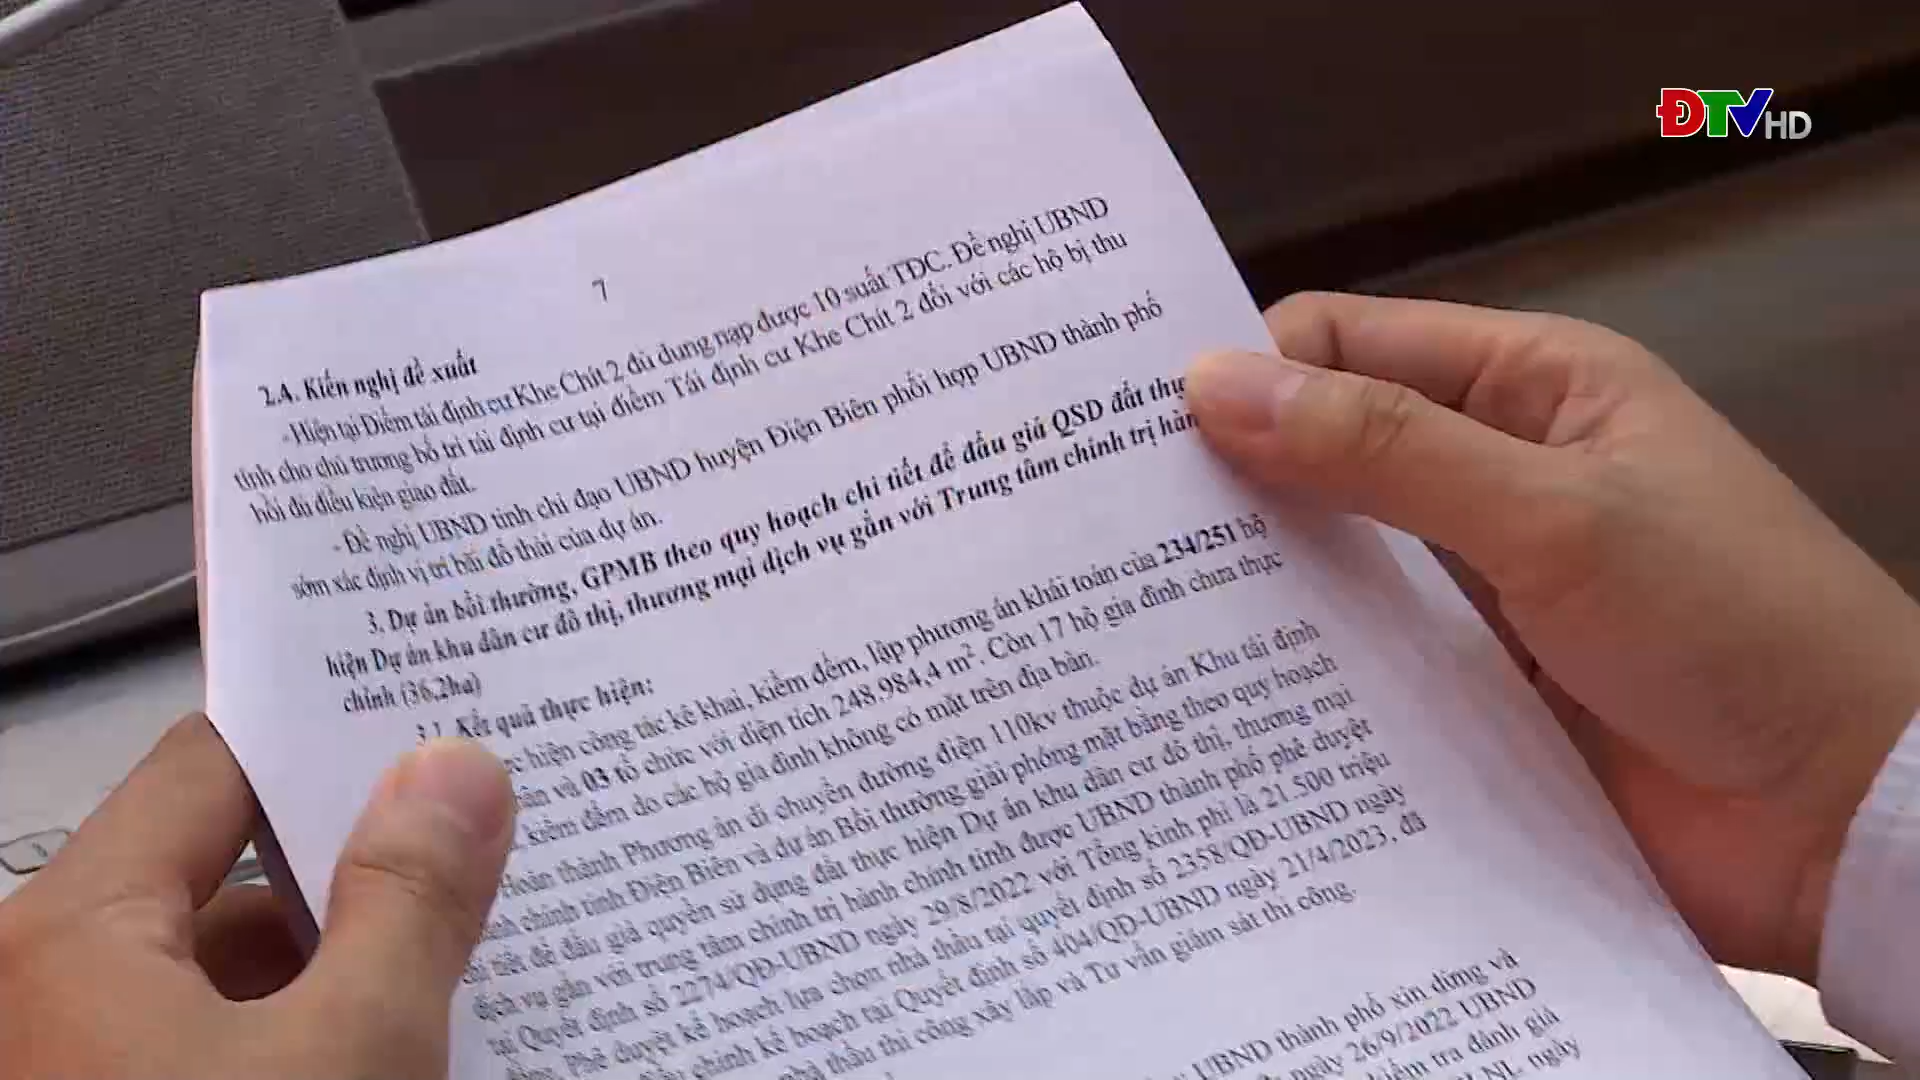 ĐTV HD
7
2.4. Kiến nghị đề xuất
- Hiện tại Điểm tái định cư Khe Chít 2 đủ dung nạp được 10 suất TĐC. Đề nghị UBND
tỉnh cho chủ trương bố trí tái định cư tại điểm Tái định cư Khe Chít 2 đối với các hộ bị thu
hồi đủ điều kiện giao đất.
- Đề nghị UBND tỉnh chỉ đạo UBND huyện Điện Biên phối hợp UBND thành phố
sớm xác định vị trí bãi đổ thải của dự án.
3. Dự án bồi thường, GPMB theo quy hoạch chi tiết để đấu giá QSD đất thực
hiện Dự án khu dân cư đô thị, thương mại dịch vụ gắn với Trung tâm chính trị hàn
chính (36,2ha)
3.1. Kết quả thực hiện:
hiện công tác kê khai, kiểm đếm, lập phương án khái toán của 234/251 hộ
và 03 tổ chức với diện tích 248.984,4 m². Còn 17 hộ gia đình chưa thực
kiểm đếm do các hộ gia đình không có mặt trên địa bàn.
Hoàn thành Phương án di chuyển đường điện 110kv thuộc dự án Khu tái định
chính tỉnh Điện Biên và dự án Bồi thường giải phóng mặt bằng theo quy hoạch
tiết để đấu giá quyền sử dụng đất thực hiện Dự án khu dân cư đô thị, thương mại
dịch vụ gắn với trung tâm chính trị hành chính tỉnh được UBND thành phố phê duyệt
tại Quyết định số 2274/QĐ-UBND ngày 29/8/2022 với Tổng kinh phí là 21.500 triệu
Phê duyệt kế hoạch lựa chọn nhà thầu tại quyết định số 2358/QĐ-UBND ngày
chỉnh kế hoạch tại Quyết định số 404/QĐ-UBND ngày 21/4/2023, đã
nhà thầu thi công xây lắp và Tư vấn giám sát thi công.
UBND thành phố xin dừng và
ngày 26/9/2022 UBND
kiểm tra đánh giá
NL ngày